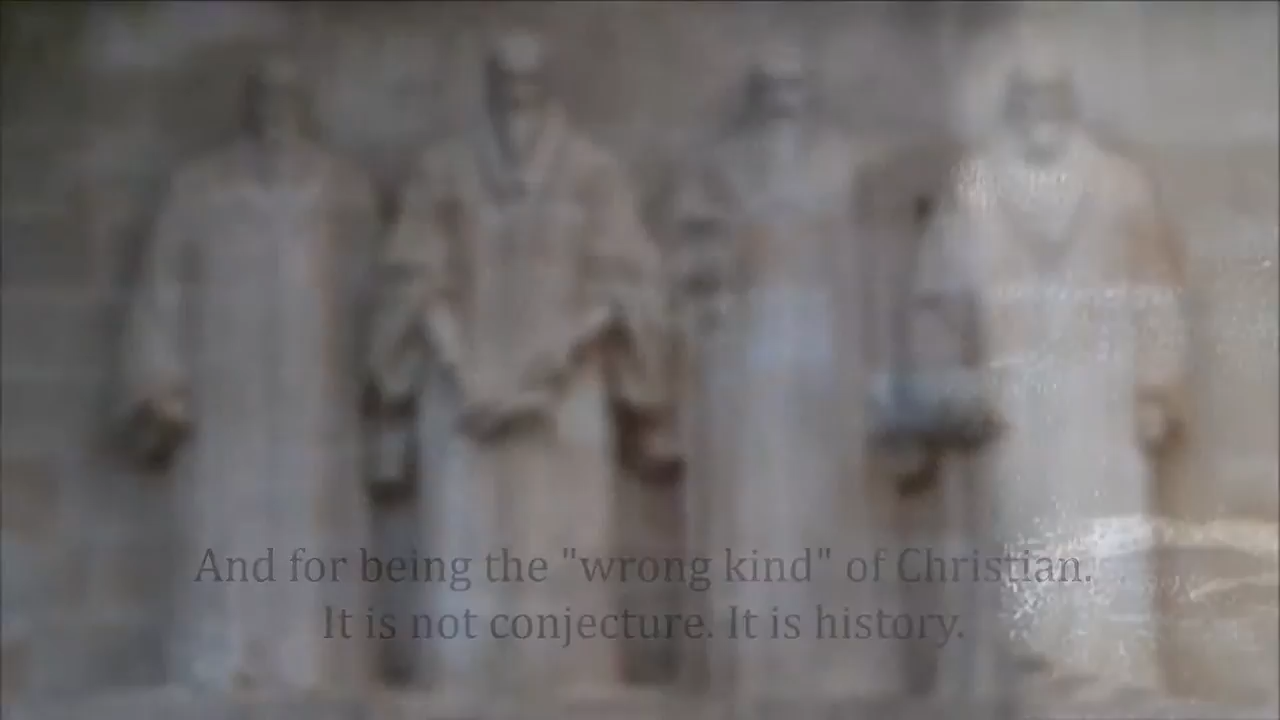 And for being the "wrong kind" of Christian.
It is not conjecture. It is history.